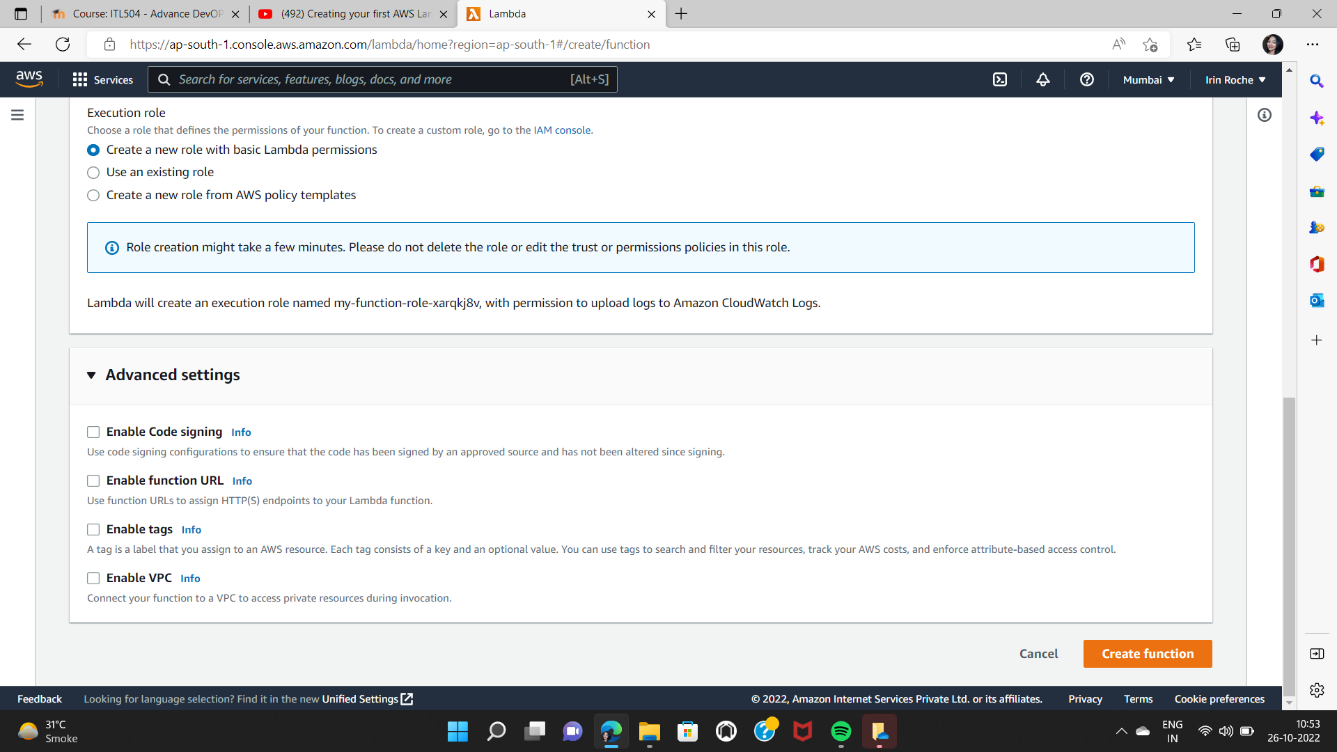 Course: ITL504 - Advance DevOP
(492) Creating your first AWS Lar
Lambda
https://ap-south-1.console.aws.amazon.com/lambda/home?region=ap-south-1#/create/function
aws
Services
Search for services, features, blogs, docs, and more
[Alt+S]
Mumbai
Irin Roche
Execution role
Choose a role that defines the permissions of your function. To create a custom role, go to the IAM console.
Create a new role with basic Lambda permissions
Use an existing role
Create a new role from AWS policy templates
Role creation might take a few minutes. Please do not delete the role or edit the trust or permissions policies in this role.
Lambda will create an execution role named my-function-role-xarqkj8v, with permission to upload logs to Amazon CloudWatch Logs.
Advanced settings
Enable Code signing Info
Use code signing configurations to ensure that the code has been signed by an approved source and has not been altered since signing.
Enable function URL Info
Use function URLs to assign HTTP(S) endpoints to your Lambda function.
Enable tags Info
A tag is a label that you assign to an AWS resource. Each tag consists of a key and an optional value. You can use tags to search and filter your resources, track your AWS costs, and enforce attribute-based access control.
Enable VPC Info
Connect your function to a VPC to access private resources during invocation.
Cancel
Create function
Feedback
Looking for language selection? Find it in the new Unified Settings
© 2022, Amazon Internet Services Private Ltd. or its affiliates.
Privacy
Terms
Cookie preferences
31°C
Smoke
ENG
IN
10:53
26-10-2022